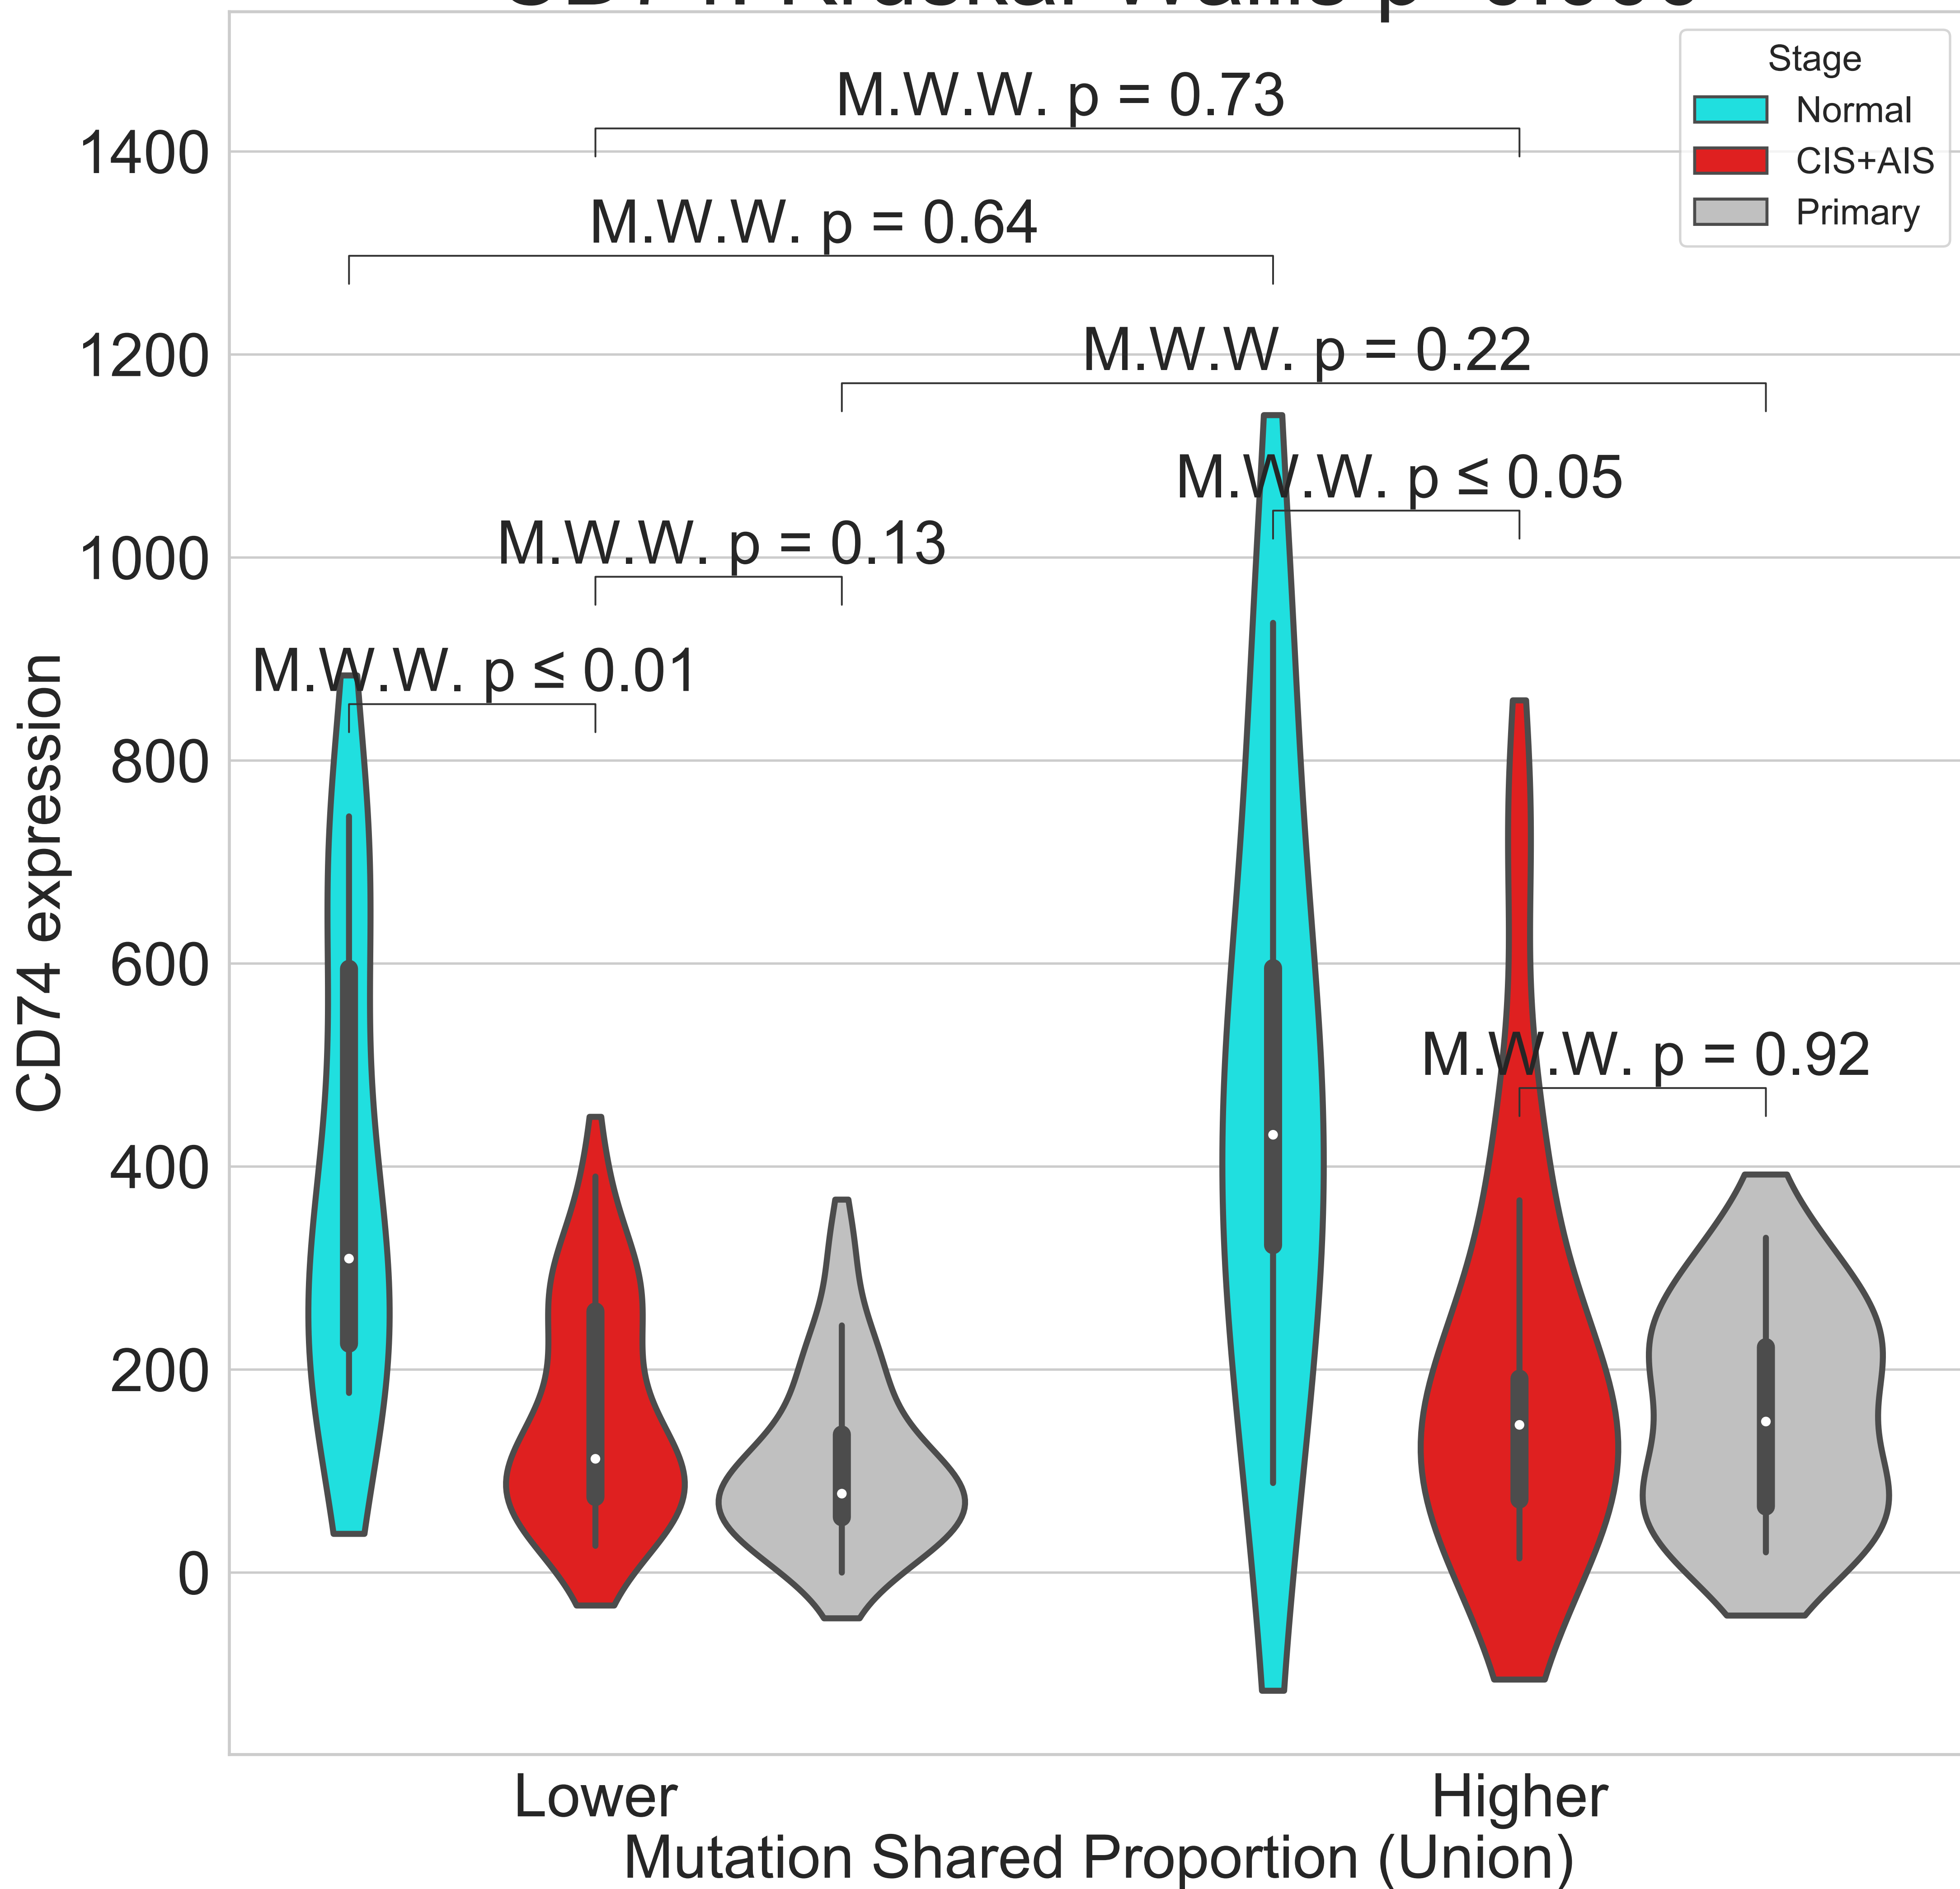 Stage
Normal
CIS+AIS
Primary
M.W.W. p = 0.73
M.W.W. p = 0.64
M.W.W. p = 0.22
M.W.W. p ≤ 0.05
M.W.W. p = 0.13
M.W.W. p ≤ 0.01
M.W.W. p = 0.92
1400
1200
1000
800
600
400
200
0
CD74 expression
Lower
Higher
Mutation Shared Proportion (Union)